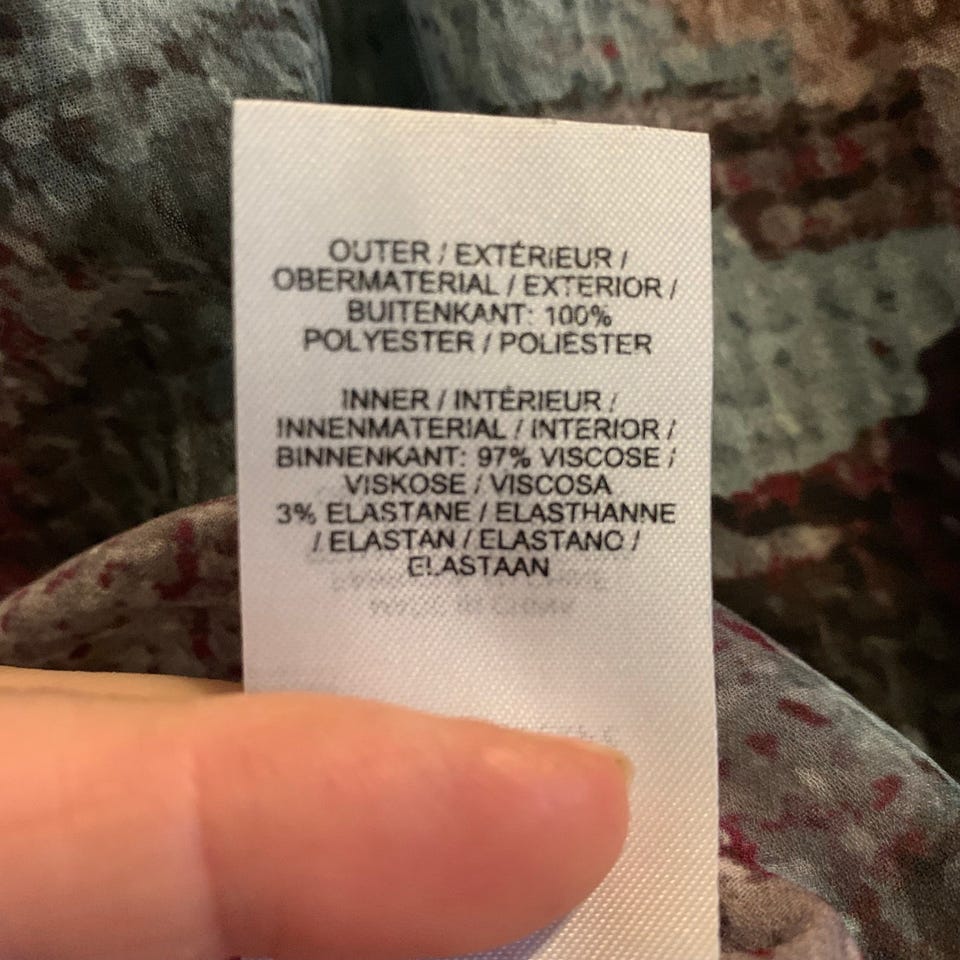 OUTER / EXTÉRIEUR /
OBERMATERIAL / EXTERIOR /
BUITENKANT: 100%
POLYESTER / POLIÉSTER
INNER / INTÉRIEUR /
INNENMATERIAL / INTERIOR /
BINNENKANT: 97% VISCOSE /
VISKOSE / VISCOSA
3% ELASTANE / ELASTHANNE
/ ELASTAN / ELASTANO /
ELASTAAN